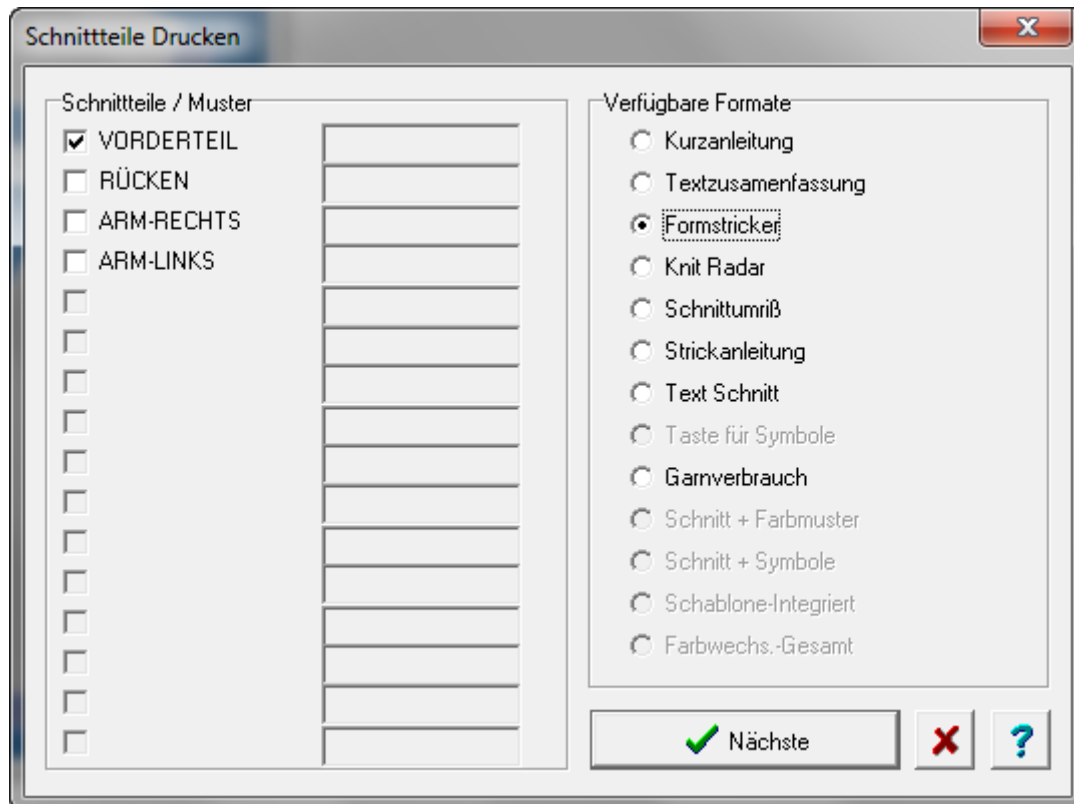 Schnittteile Drucken
Schnittteile / Muster
VORDERTEIL
RÜCKEN
ARM-RECHTS
ARM-LINKS
Verfügbare Formate
Kurzanleitung
Textzusamenfassung
Formstricker
Knit Radar
Schnittumriß
Strickanleitung
Text Schnitt
Taste für Symbole
Garnverbrauch
Schnitt + Farbmuster
Schnitt + Symbole
Schablone-Integriert
Farbwechs.-Gesamt
Nächste